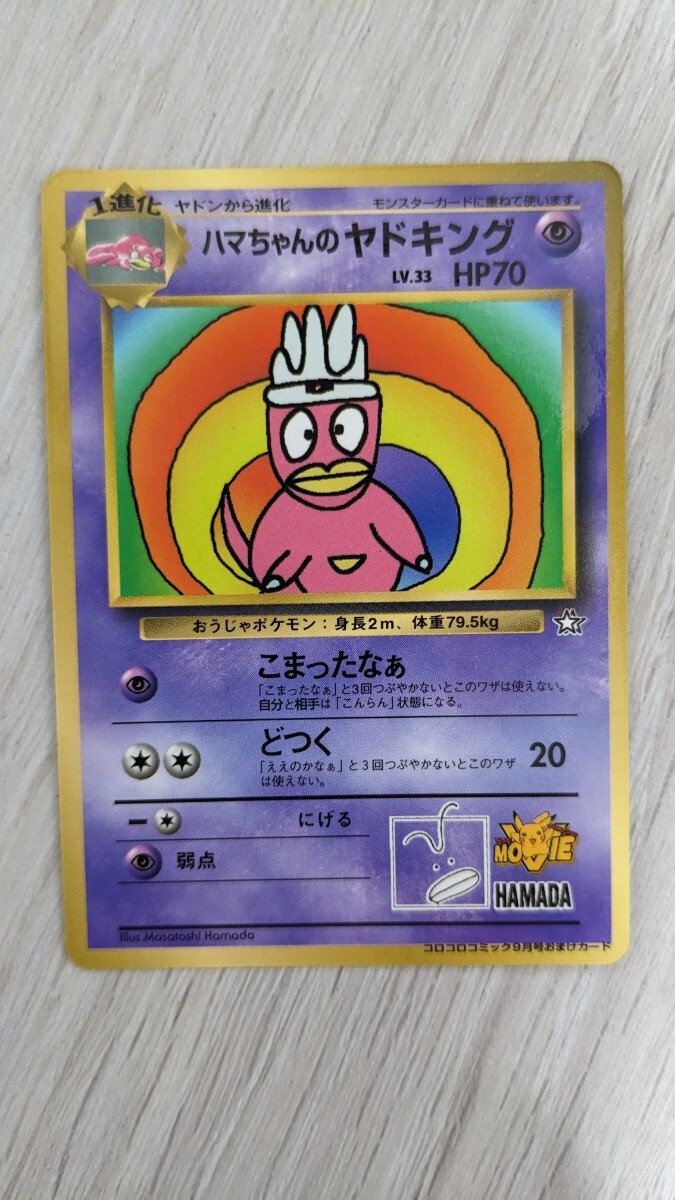 1進化
ヤドンから進化
モンスターカードに重ねて使います。
ハマちゃんのヤドキング
LV.33 HP70
おうじゃポケモン：身長2m、体重79.5kg
こまったなぁ
「こまったなぁ」と3回つぶやかないとこのワザは使えない。
自分と相手は「こんらん」状態になる。
どつく 20
「ええのかなぁ」と3回つぶやかないとこのワザ
は使えない。
にげる
弱点
MOVIE
HAMADA
Illus.Masatoshi Hamada
コロコロコミック9月号おまけカード